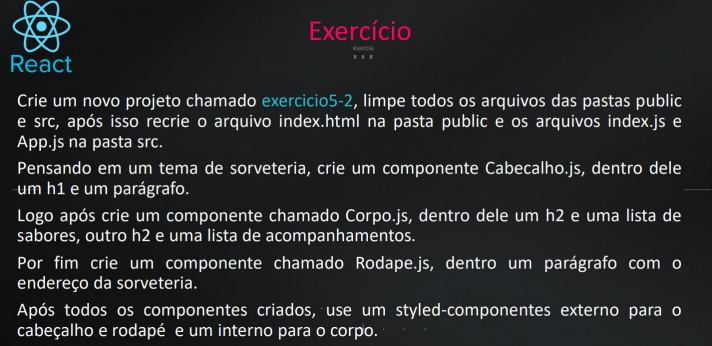 React
Exercício
Crie um novo projeto chamado exercicio5-2, limpe todos os arquivos das pastas public
e src, após isso recrie o arquivo index.html na pasta public e os arquivos index.js e
App.js na pasta src.
Pensando em um tema de sorveteria, crie um componente Cabecalho.js, dentro dele
um h1 e um parágrafo.
Logo após crie um componente chamado Corpo.js, dentro dele um h2 e uma lista de
sabores, outro h2 e uma lista de acompanhamentos.
Por fim crie um componente chamado Rodape.js, dentro um parágrafo com o
endereço da sorveteria.
Após todos os componentes criados, use um styled-components externo para o
cabeçalho e rodapé e um interno para o corpo.